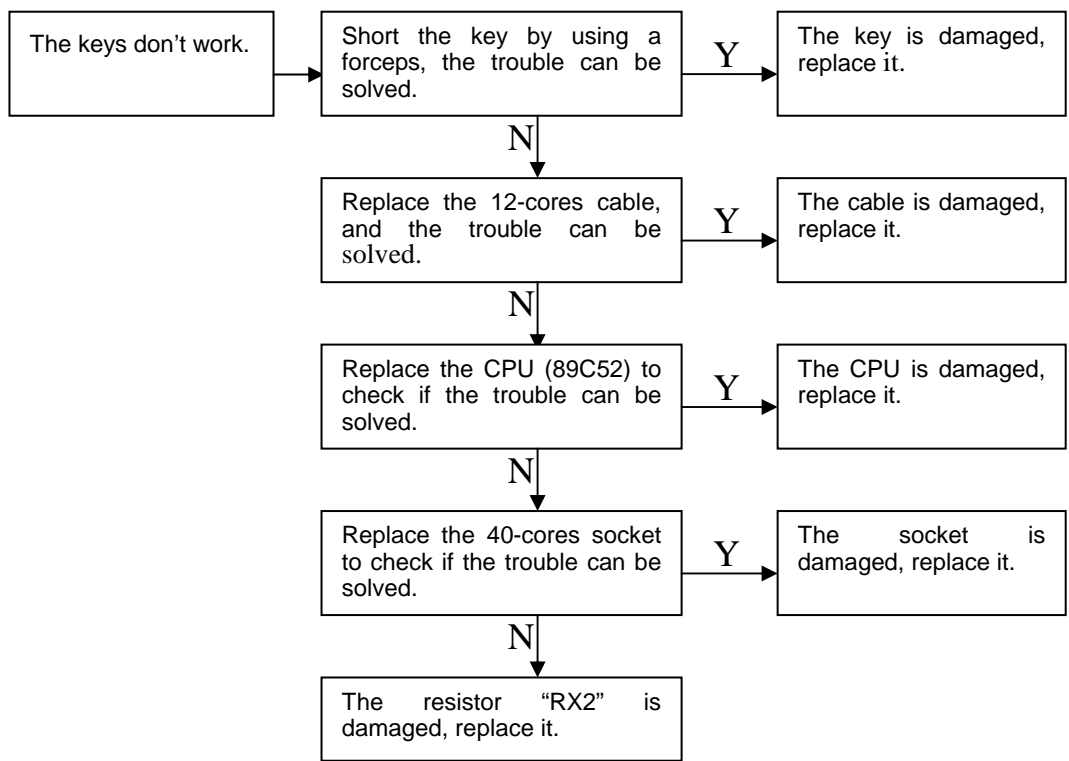 The keys don't work.
Short the key by using a
forceps, the trouble can be
solved.
Y
The key is damaged,
replace it.
N
Replace the 12-cores cable,
and the trouble can be
solved.
Y
The cable is damaged,
replace it.
N
Replace the CPU (89C52) to
check if the trouble can be
solved.
Y
The CPU is damaged,
replace it.
N
Replace the 40-cores socket
to check if the trouble can be
solved.
Y
The socket is
damaged, replace it.
N
The resistor “RX2” is
damaged, replace it.